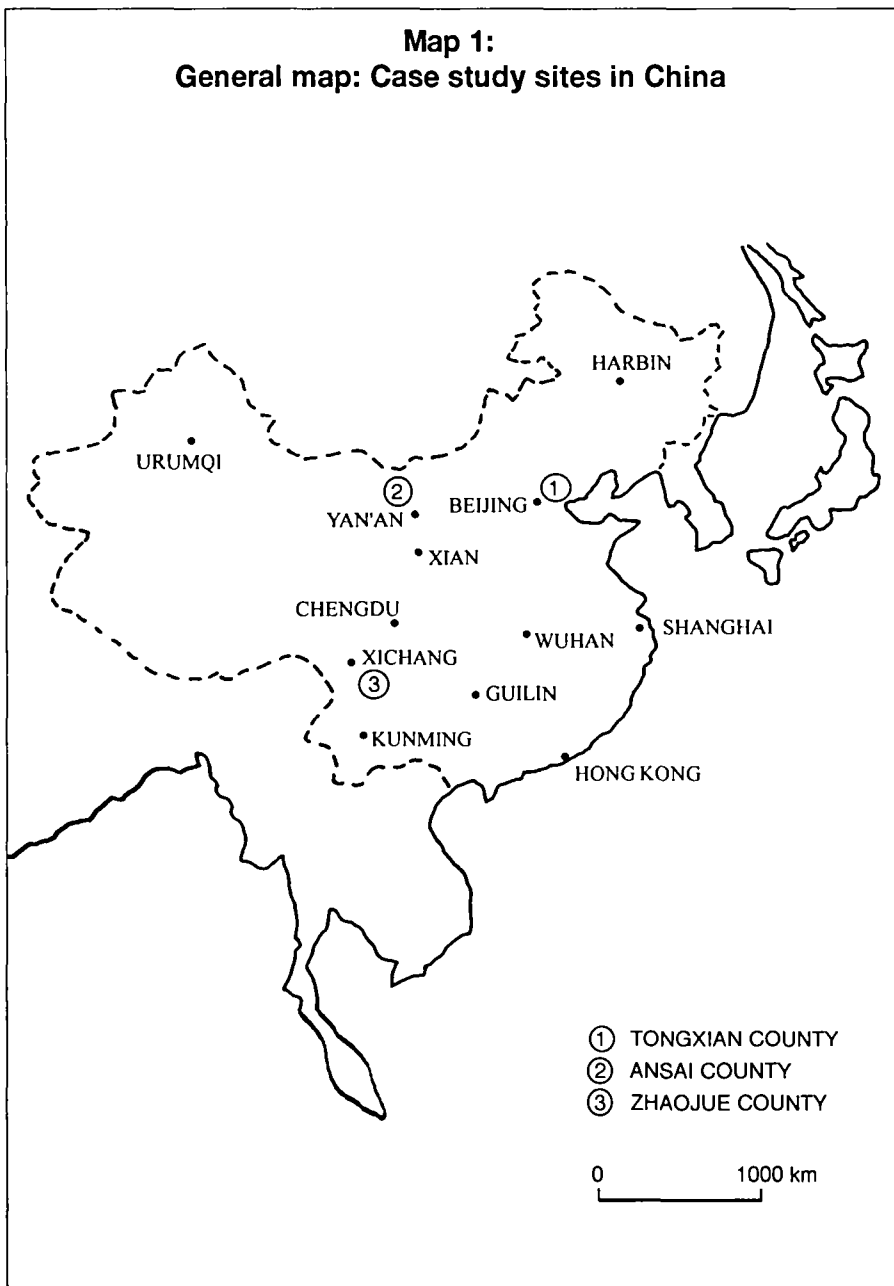 Map 1:
General map: Case study sites in China
HARBIN
URUMQI
2
1
BEIJING
YAN'AN
XIAN
CHENGDU
WUHAN
SHANGHAI
XICHANG
3
GUILIN
KUNMING
HONG KONG
1 TONGXIAN COUNTY
2 ANSAI COUNTY
3 ZHAOJUE COUNTY
0 1000 km